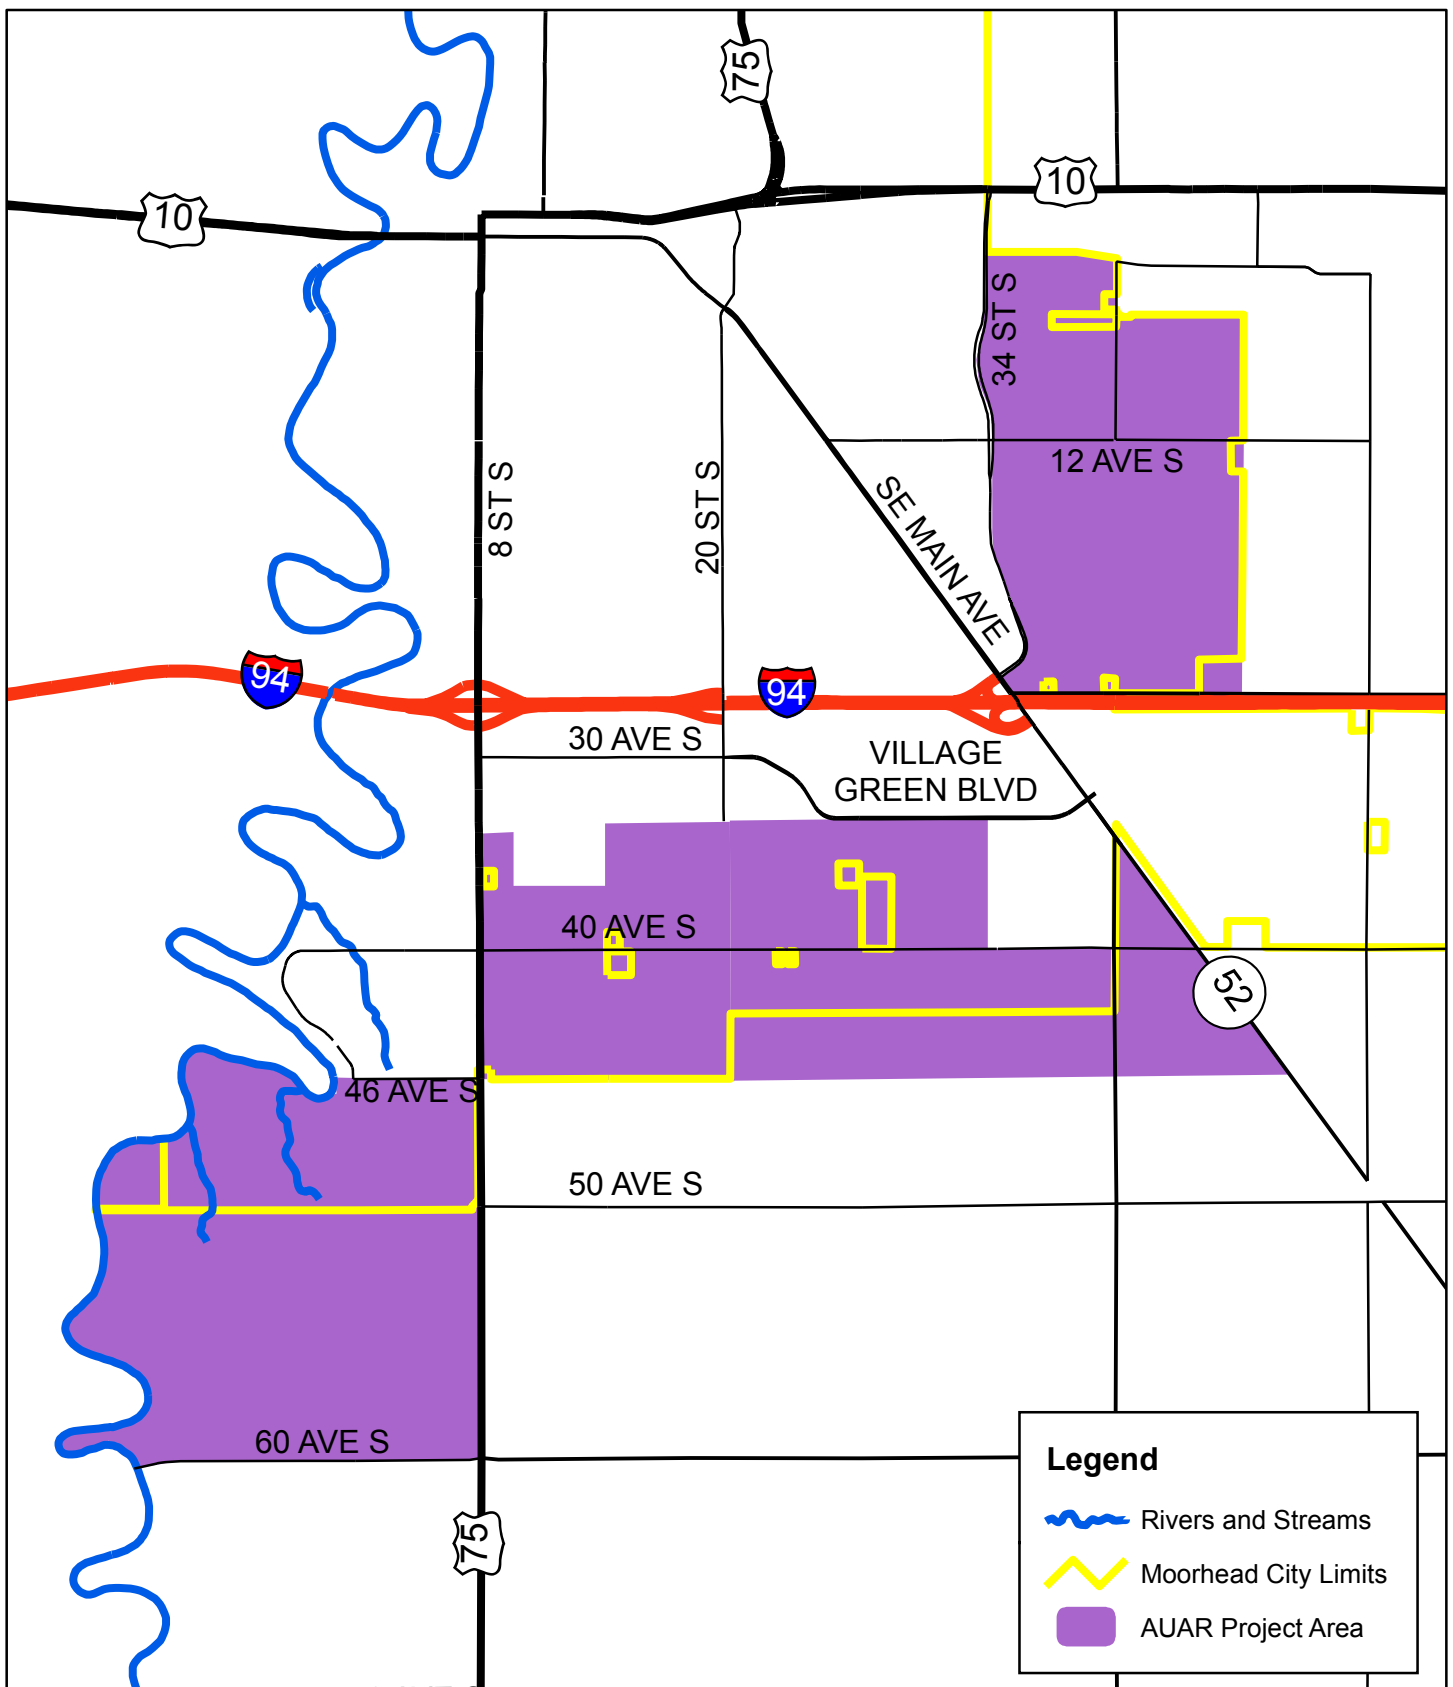 75
10
10
34 ST S
12 AVE S
8 ST S
20 ST S
SE MAIN AVE
94
94
30 AVE S
VILLAGE
GREEN BLVD
40 AVE S
52
46 AVE S
50 AVE S
60 AVE S
75
Legend
Rivers and Streams
Moorhead City Limits
AUAR Project Area